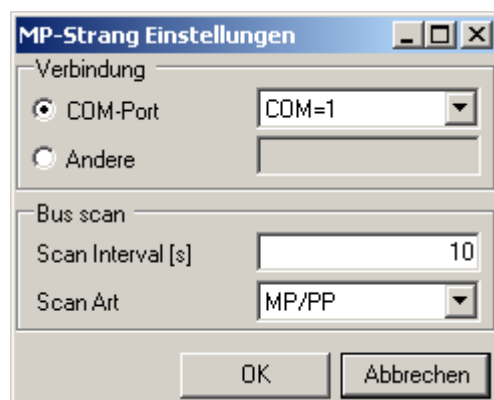 MP-Strang Einstellungen
Verbindung
COM-Port COM=1
Andere
Bus scan
Scan Interval [s] 10
Scan Art MP/PP
OK Abbrechen